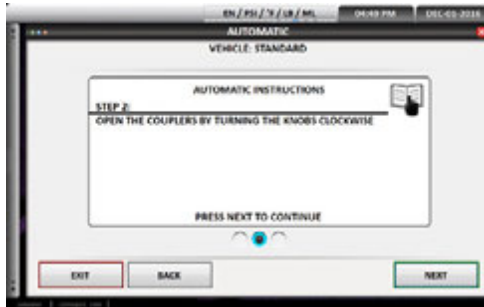 EN / PSI / °F / LB / ML 04:49 PM DEC-01-2016
AUTOMATIC
VEHICLE: STANDARD
AUTOMATIC INSTRUCTIONS
STEP 2:
OPEN THE COUPLERS BY TURNING THE KNOBS CLOCKWISE
PRESS NEXT TO CONTINUE
EXIT BACK NEXT